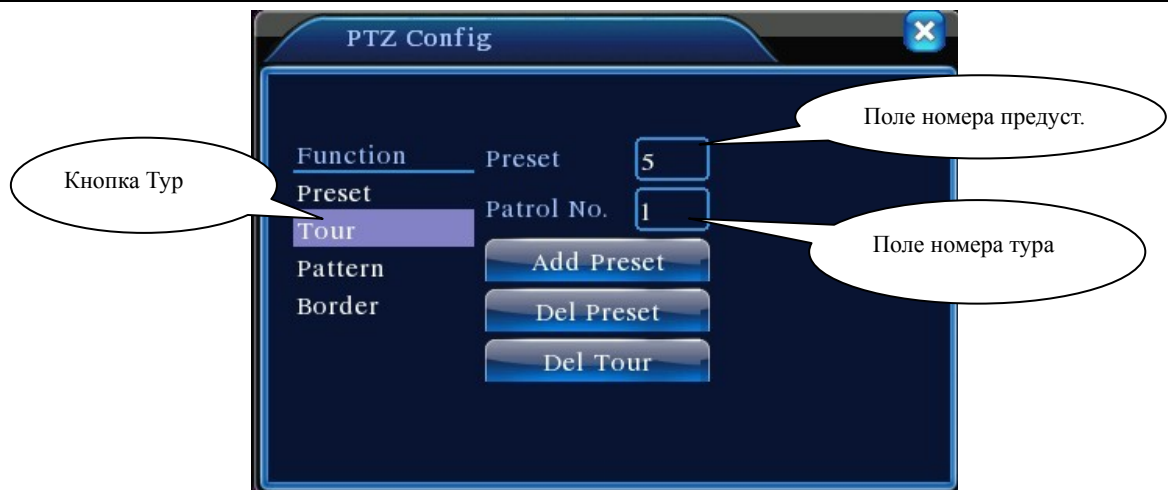 PTZ Config
Поле номера предуст.
Кнопка Тур
Function
Preset
Tour
Pattern
Border
Preset 5
Patrol No. 1
Поле номера тура
Add Preset
Del Preset
Del Tour